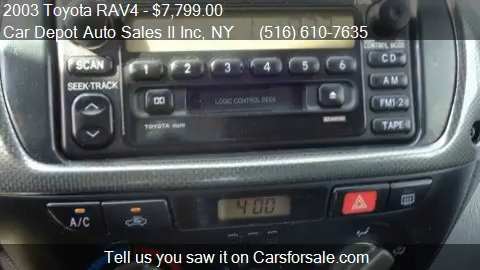 2003 Toyota RAV4 - $7,799.00
Car Depot Auto Sales II Inc, NY (516) 610-7635
SCAN
1 2 3 4 5 6
CD
SEEK·TRACK
AM
LOGIC CONTROL DECK
FM1·2
TOYOTA
TAPE
A/C
4:00
Tell us you saw it on Carsforsale.com